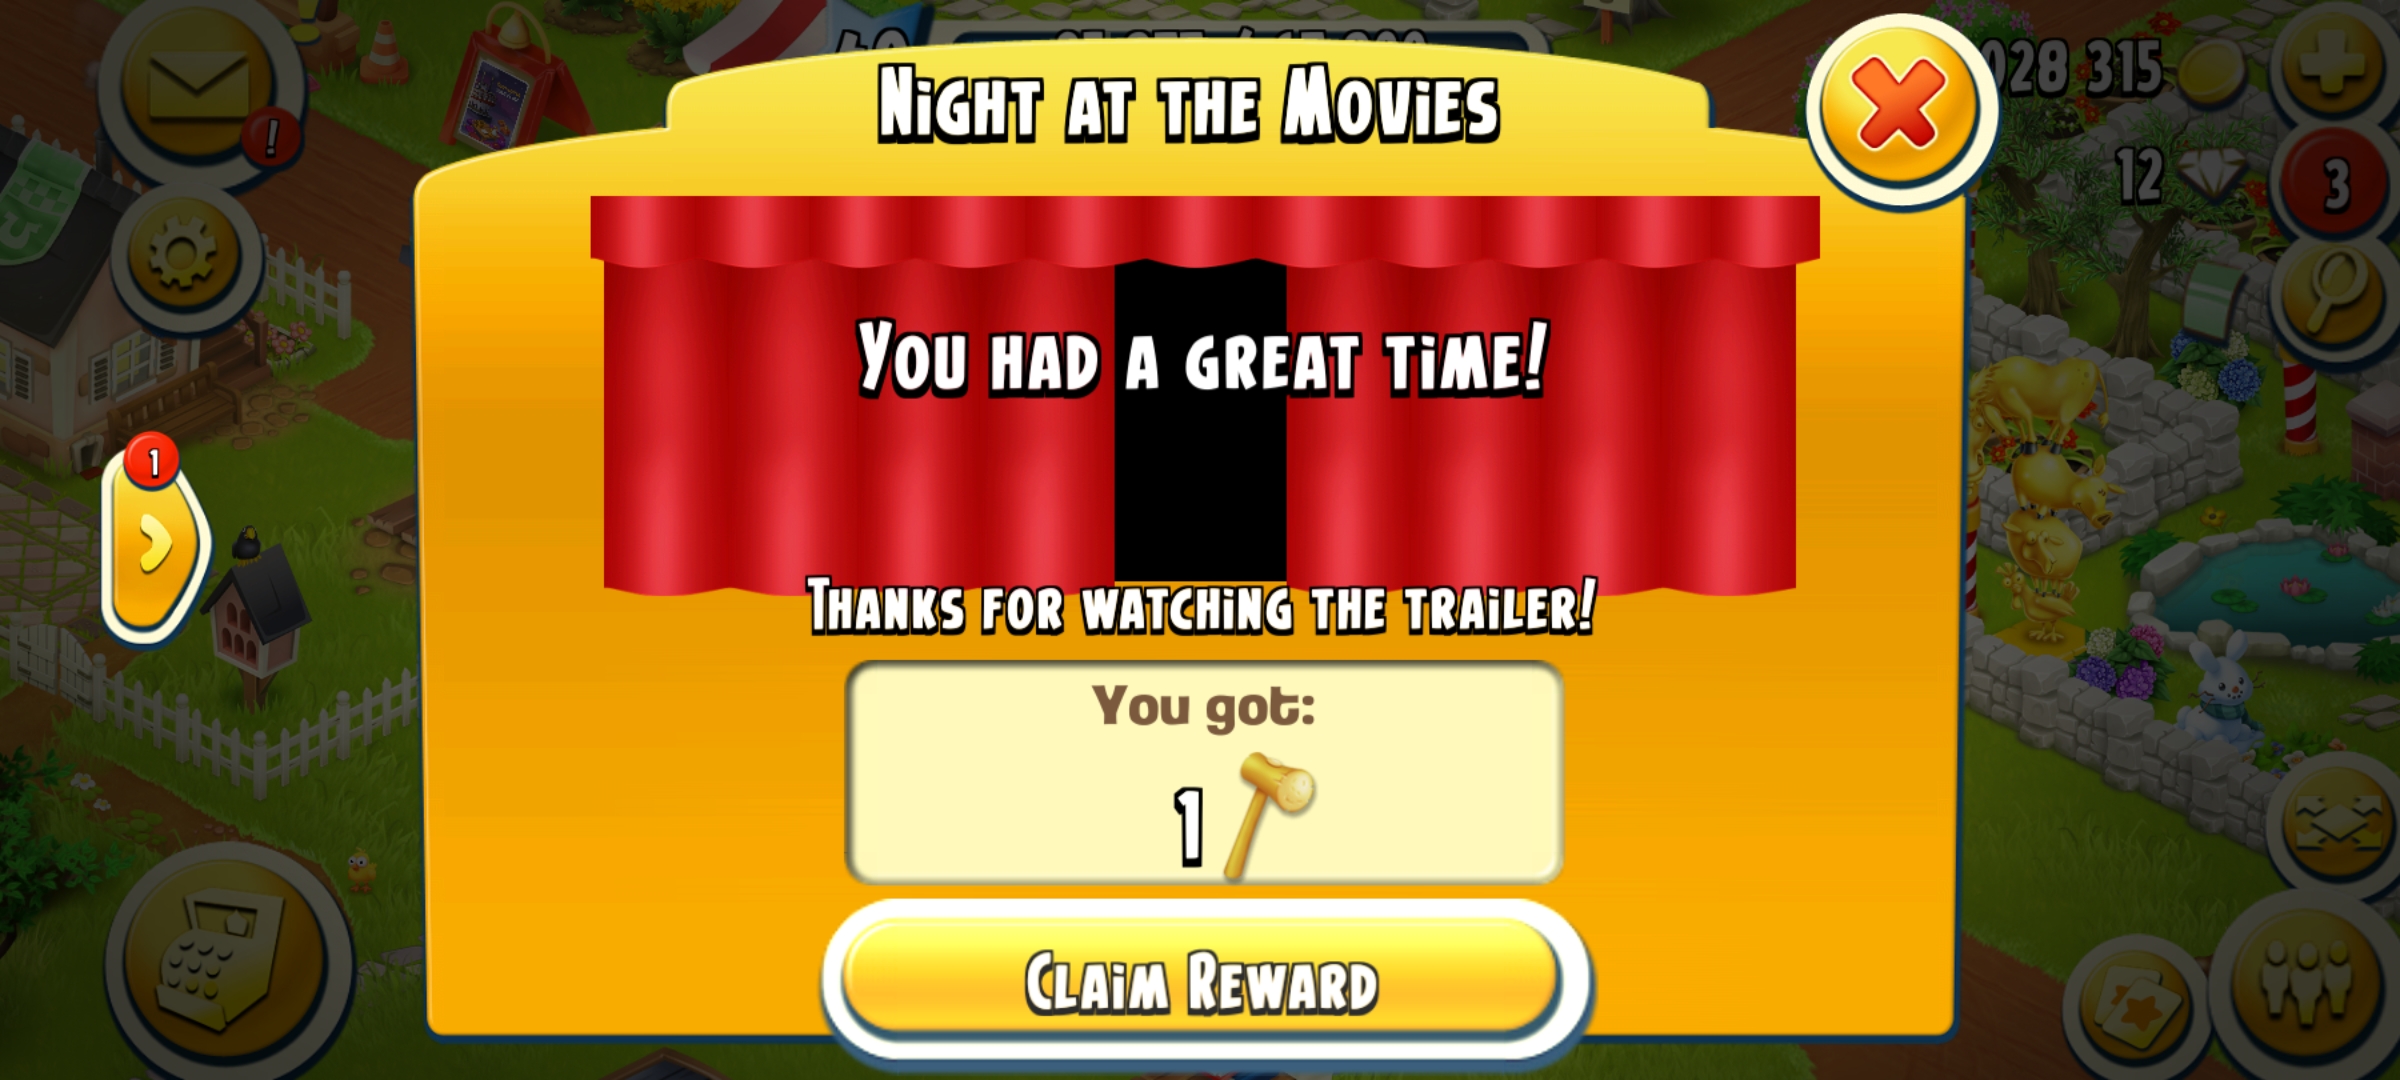 Night at the Movies
028 315
12
3
You had a great time!
1
Thanks for watching the trailer!
You got:
1
Claim Reward